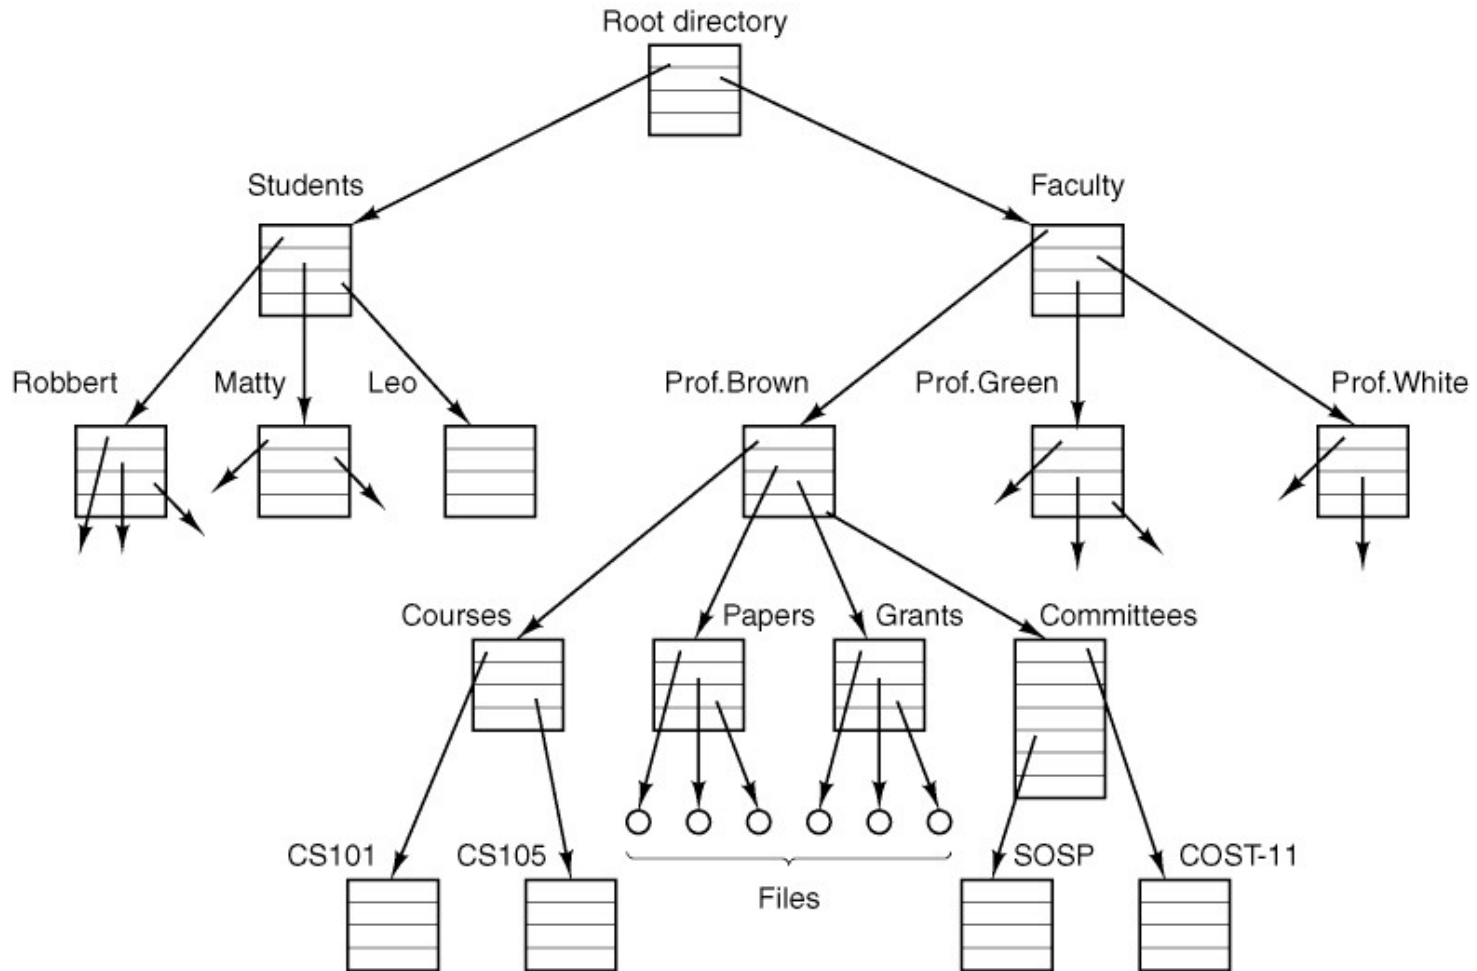 Root directory
Students
Faculty
Robbert
Matty
Leo
Prof.Brown
Prof.Green
Prof.White
Courses
Papers
Grants
Committees
CS101
CS105
Files
SOSP
COST-11